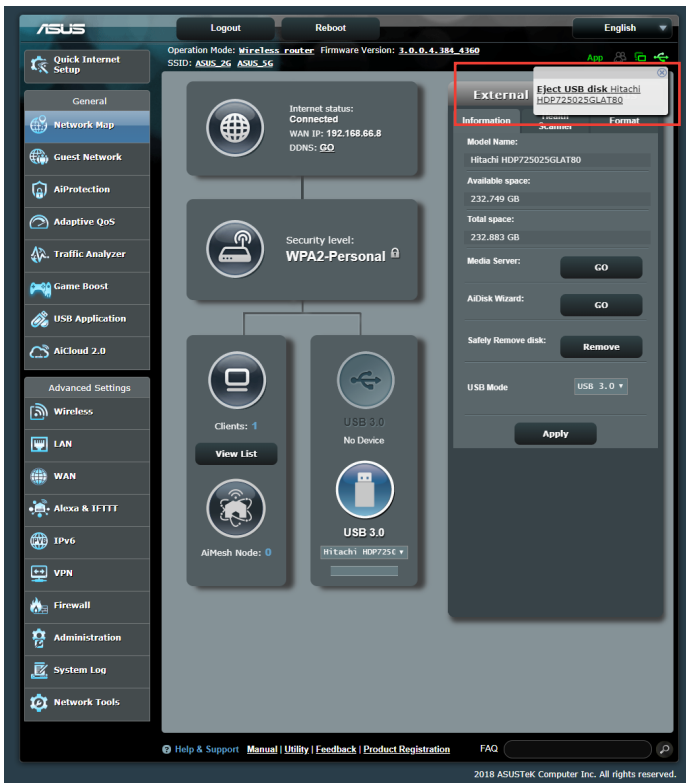 ASUS
Logout
Reboot
English
Quick Internet
Setup
Operation Mode: Wireless router Firmware Version: 3.0.0.4.384_4360
SSID: ASUS_2G ASUS_5G
App
General
Network Map
Guest Network
AiProtection
Adaptive QoS
Traffic Analyzer
Game Boost
USB Application
AiCloud 2.0
Advanced Settings
Wireless
LAN
WAN
Alexa & IFTTT
IPv6
VPN
Firewall
Administration
System Log
Network Tools
Internet status:
Connected
WAN IP: 192.168.66.8
DDNS: GO
Security level:
WPA2-Personal
Clients: 1
View List
AiMesh Node: 0
USB 3.0
No Device
USB 3.0
Hitachi HDP725C
External
Eject USB disk Hitachi
HDP725025GLAT80
Information
Health
Scanner
Format
Model Name:
Hitachi HDP725025GLAT80
Available space:
232.749 GB
Total space:
232.883 GB
Media Server:
GO
AiDisk Wizard:
GO
Safely Remove disk:
Remove
USB Mode
USB 3.0
Apply
Help & Support Manual | Utility | Feedback | Product Registration
FAQ
2018 ASUSTeK Computer Inc. All rights reserved.